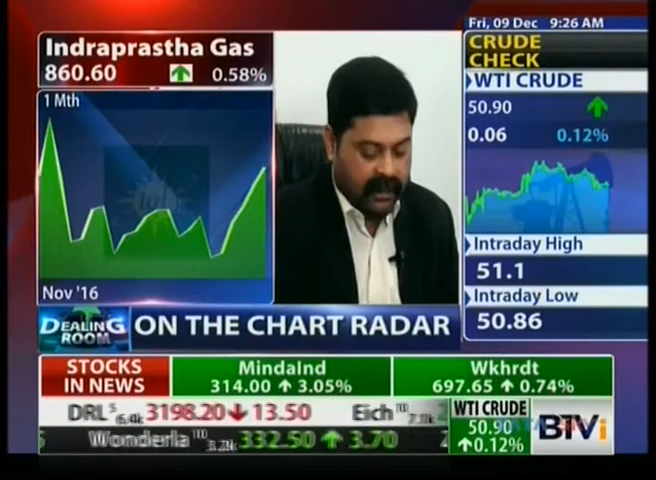 Fri, 09 Dec 9:26 AM
Indraprastha Gas
860.60 0.58%
1 Mth
Nov '16
CRUDE
CHECK
WTI CRUDE
50.90
0.06 0.12%
Intraday High
51.1
Intraday Low
50.86
DEALING
ROOM
ON THE CHART RADAR
STOCKS
IN NEWS
MindaInd
314.00 3.05%
Wkhrdt
697.65 0.74%
DRL 3198.20 13.50 Eich
Wonderla 332.50 3.70
WTI CRUDE
50.90
0.12%
BTVi